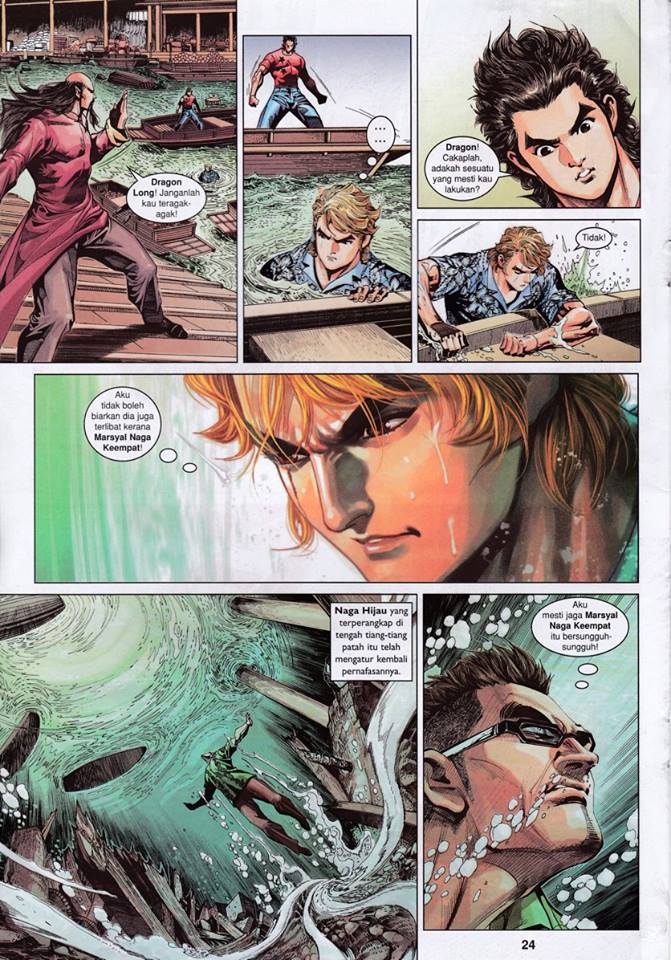 Dragon
Long! Janganlah
kau teragak-
agak!
...
...
Dragon!
Cakaplah,
adakah sesuatu
yang mesti kau
lakukan?
Tidak!
Aku
tidak boleh
biarkan dia juga
terlibat kerana
Marsyal Naga
Keempat!
Naga Hijau yang
terperangkap di
tengah tiang-tiang
patah itu telah
mengatur kembali
pernafasannya.
Aku
mesti jaga Marsyal
Naga Keempat
itu bersungguh-
sungguh!
24